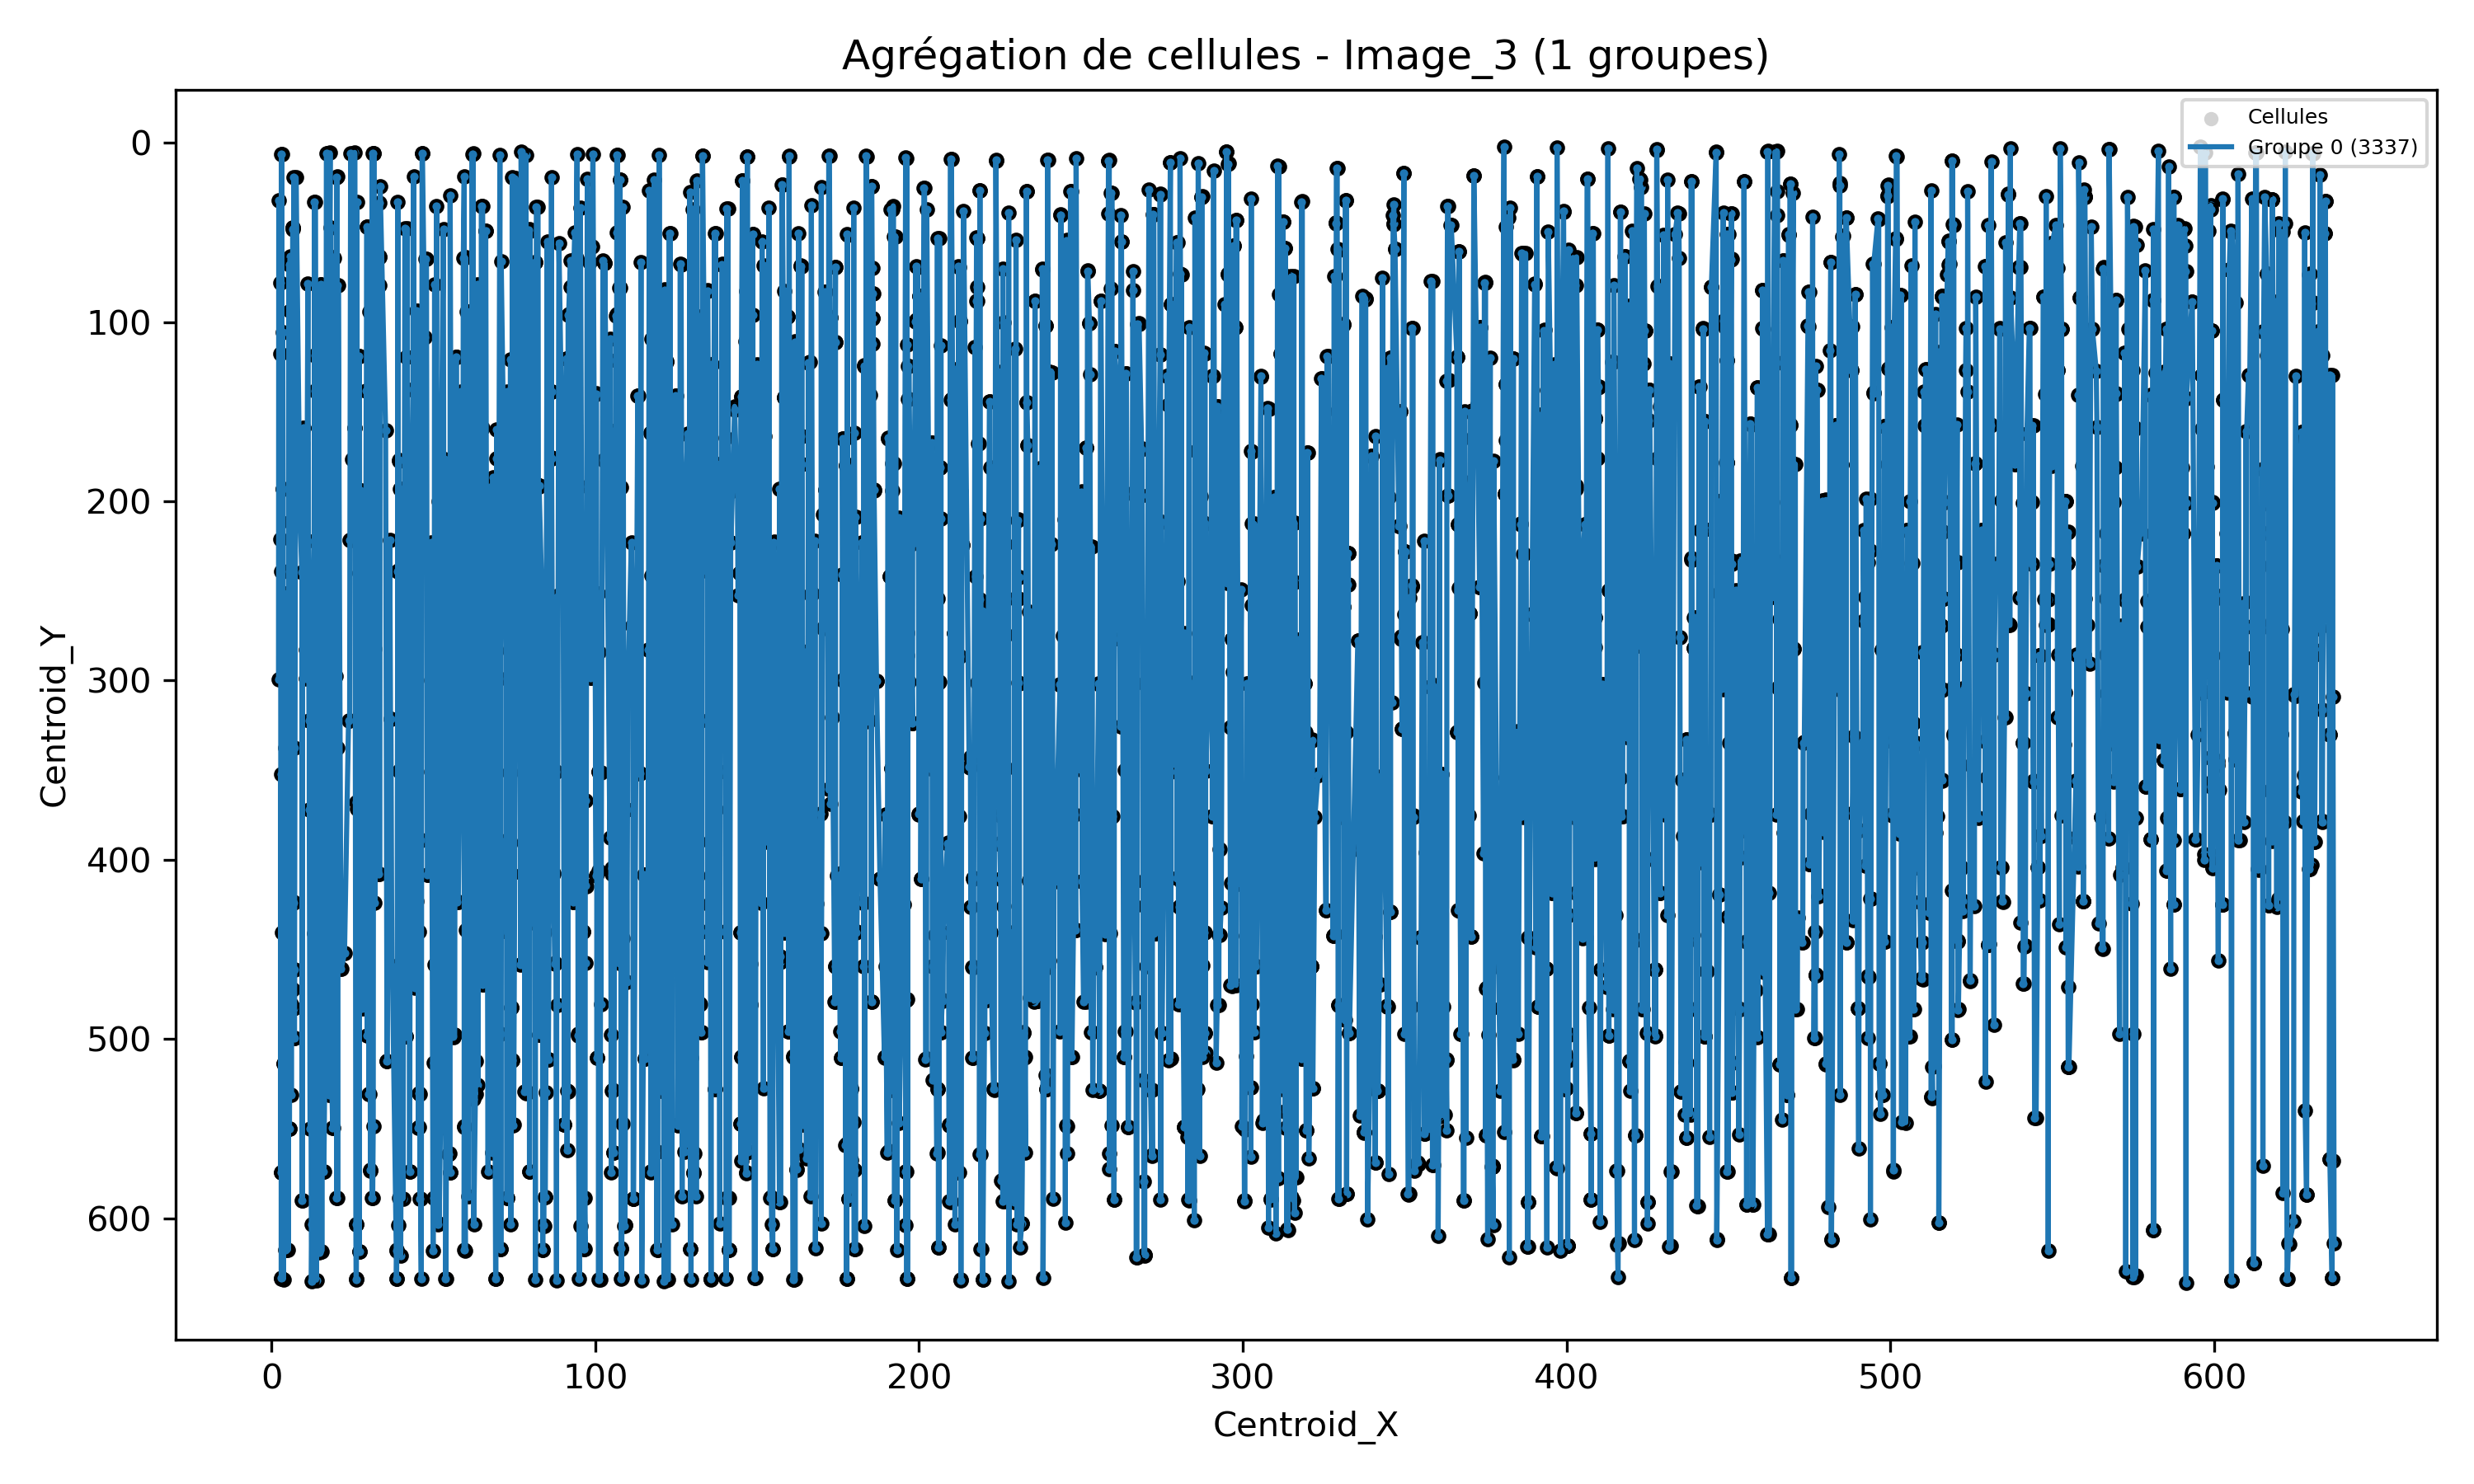 Agrégation de cellules - Image_3 (1 groupes)
Cellules
Groupe 0 (3337)
Centroid_Y
0
100
200
300
400
500
600
0 100 200 300 400 500 600
Centroid_X